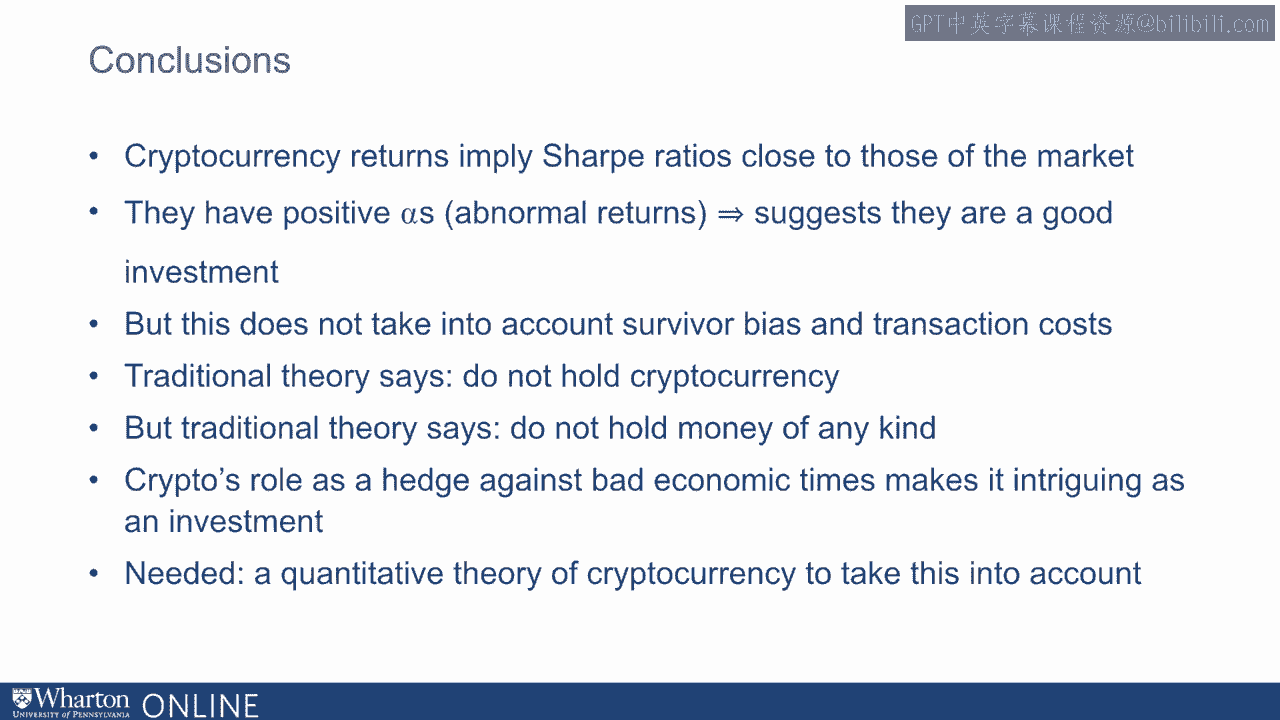 GPT中英字幕课程资源@bilibili.com
Conclusions
• Cryptocurrency returns imply Sharpe ratios close to those of the market
• They have positive αs (abnormal returns) ⇒ suggests they are a good
investment
• But this does not take into account survivor bias and transaction costs
• Traditional theory says: do not hold cryptocurrency
• But traditional theory says: do not hold money of any kind
• Crypto’s role as a hedge against bad economic times makes it intriguing as
an investment
• Needed: a quantitative theory of cryptocurrency to take this into account
Wharton ONLINE
UNIVERSITY of PENNSYLVANIA